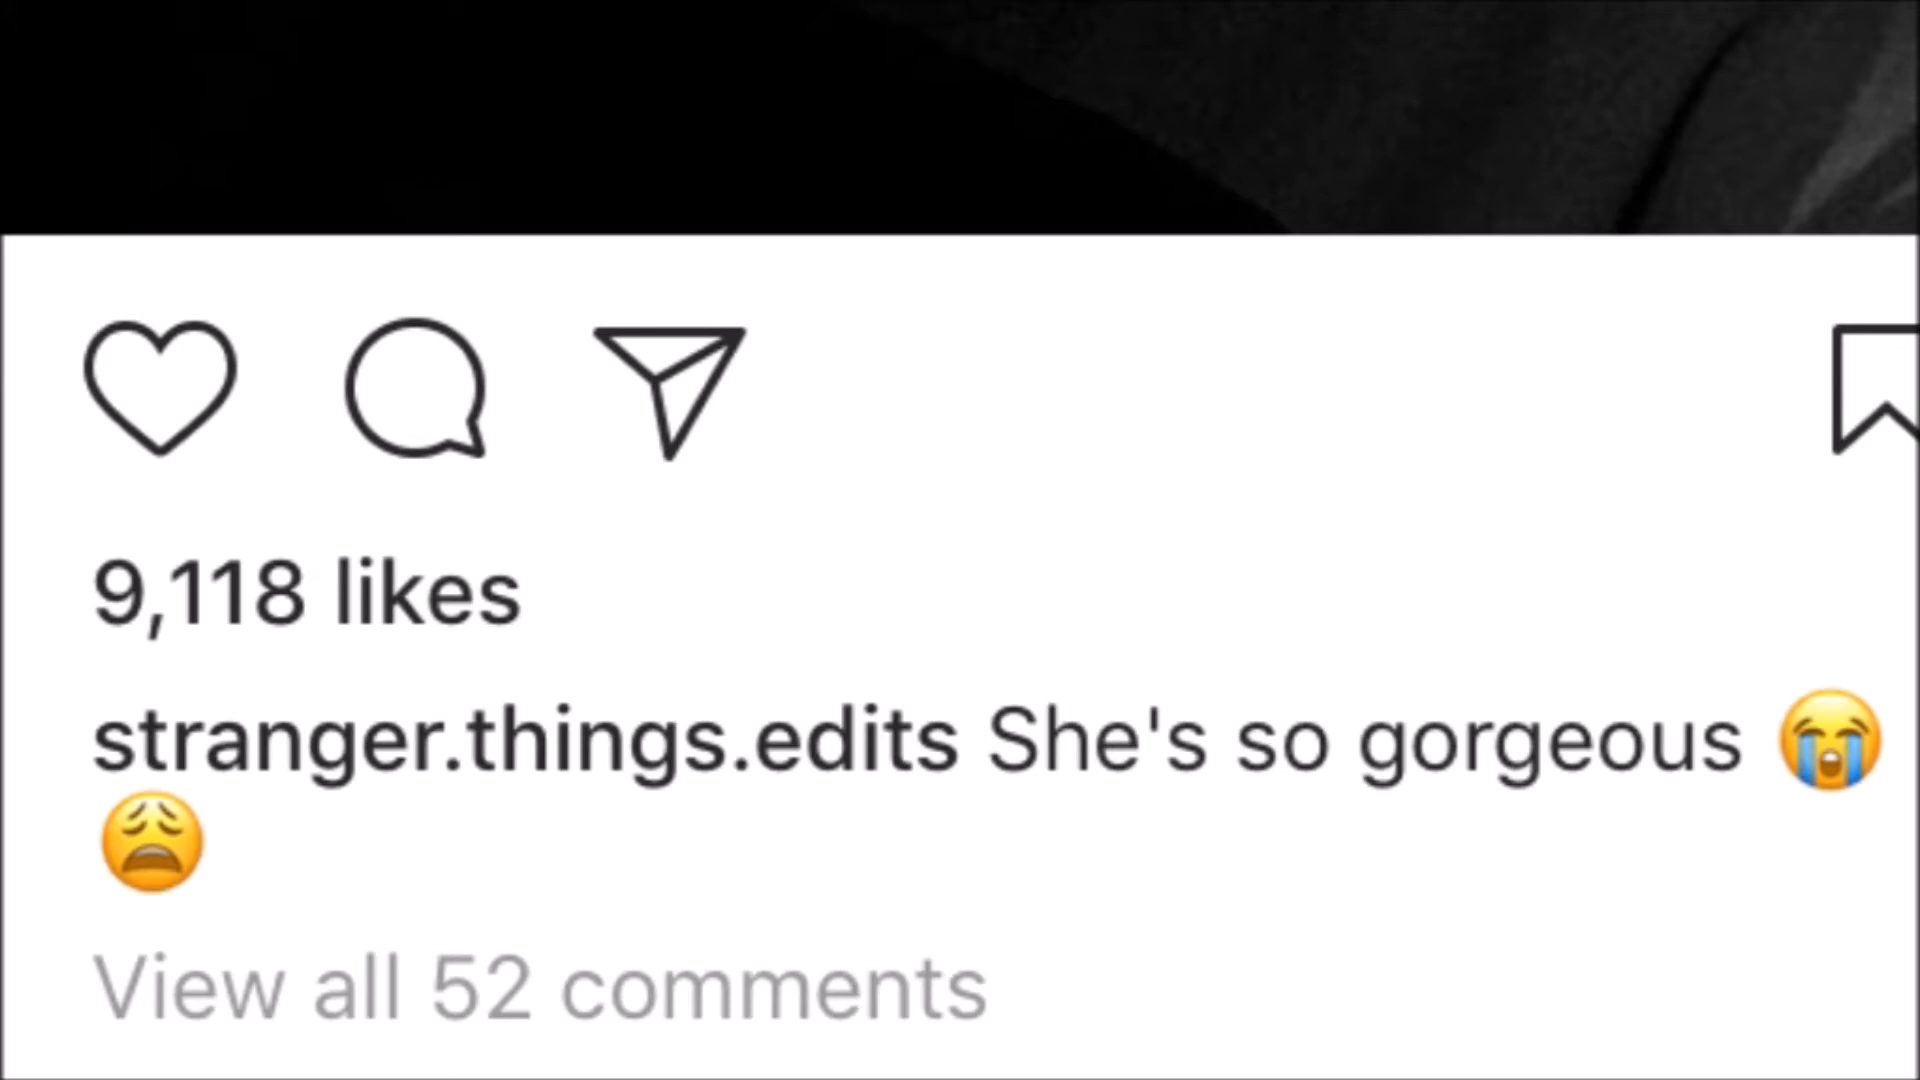 9,118 likes
stranger.things.edits She's so gorgeous 😭
😩
View all 52 comments